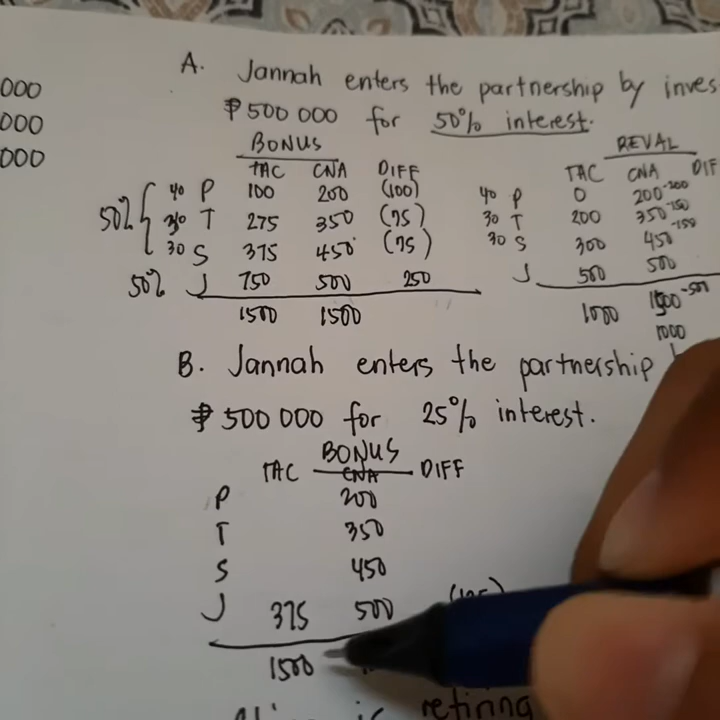 000
000
000
A. Jannah enters the partnership by inves
₱500 000 for 50% interest.
BONUS
TAC CNA DIFF
50% 40 P 100 200 (100)
30 T 275 350 (75)
30 S 375 450 (75)
50% J 750 500 250
1500 1500
REVAL
TAC CNA DIF
40 P 0 200 -200
30 T 200 350 -150
30 S 300 450 -150
J 500 500
1000 1500 -500
1000
B. Jannah enters the partnership
₱500 000 for 25% interest.
BONUS
TAC CNA DIFF
P 200
T 350
S 450
J 375 500
1500
is retiring